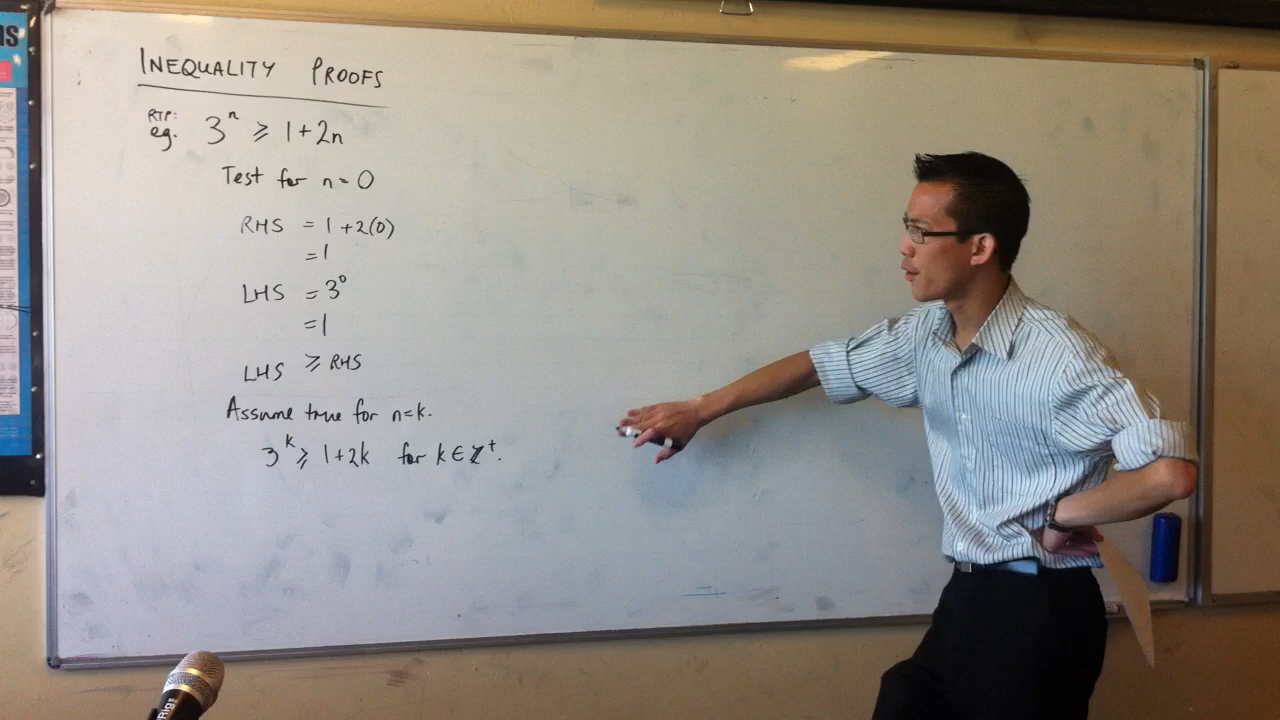 INEQUALITY PROOFS
RTP:
eg. 3ⁿ ⩾ 1+2n
Test for n = 0
RHS = 1 + 2(0)
= 1
LHS = 3⁰
= 1
LHS ⩾ RHS
Assume true for n=k.
3ᵏ ⩾ 1+2k for k ∈ ℤ⁺.